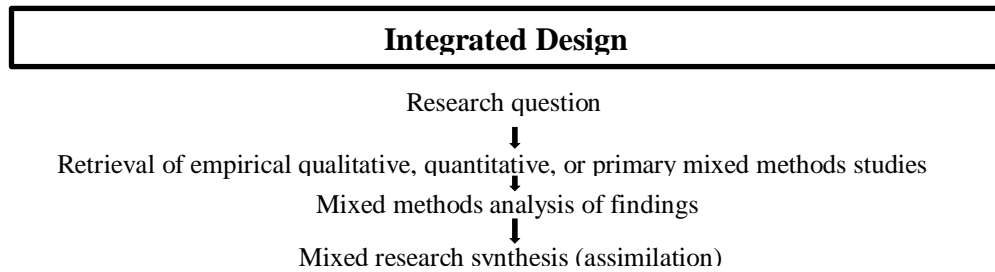 Integrated Design
Research question
Retrieval of empirical qualitative, quantitative, or primary mixed methods studies
Mixed methods analysis of findings
Mixed research synthesis (assimilation)